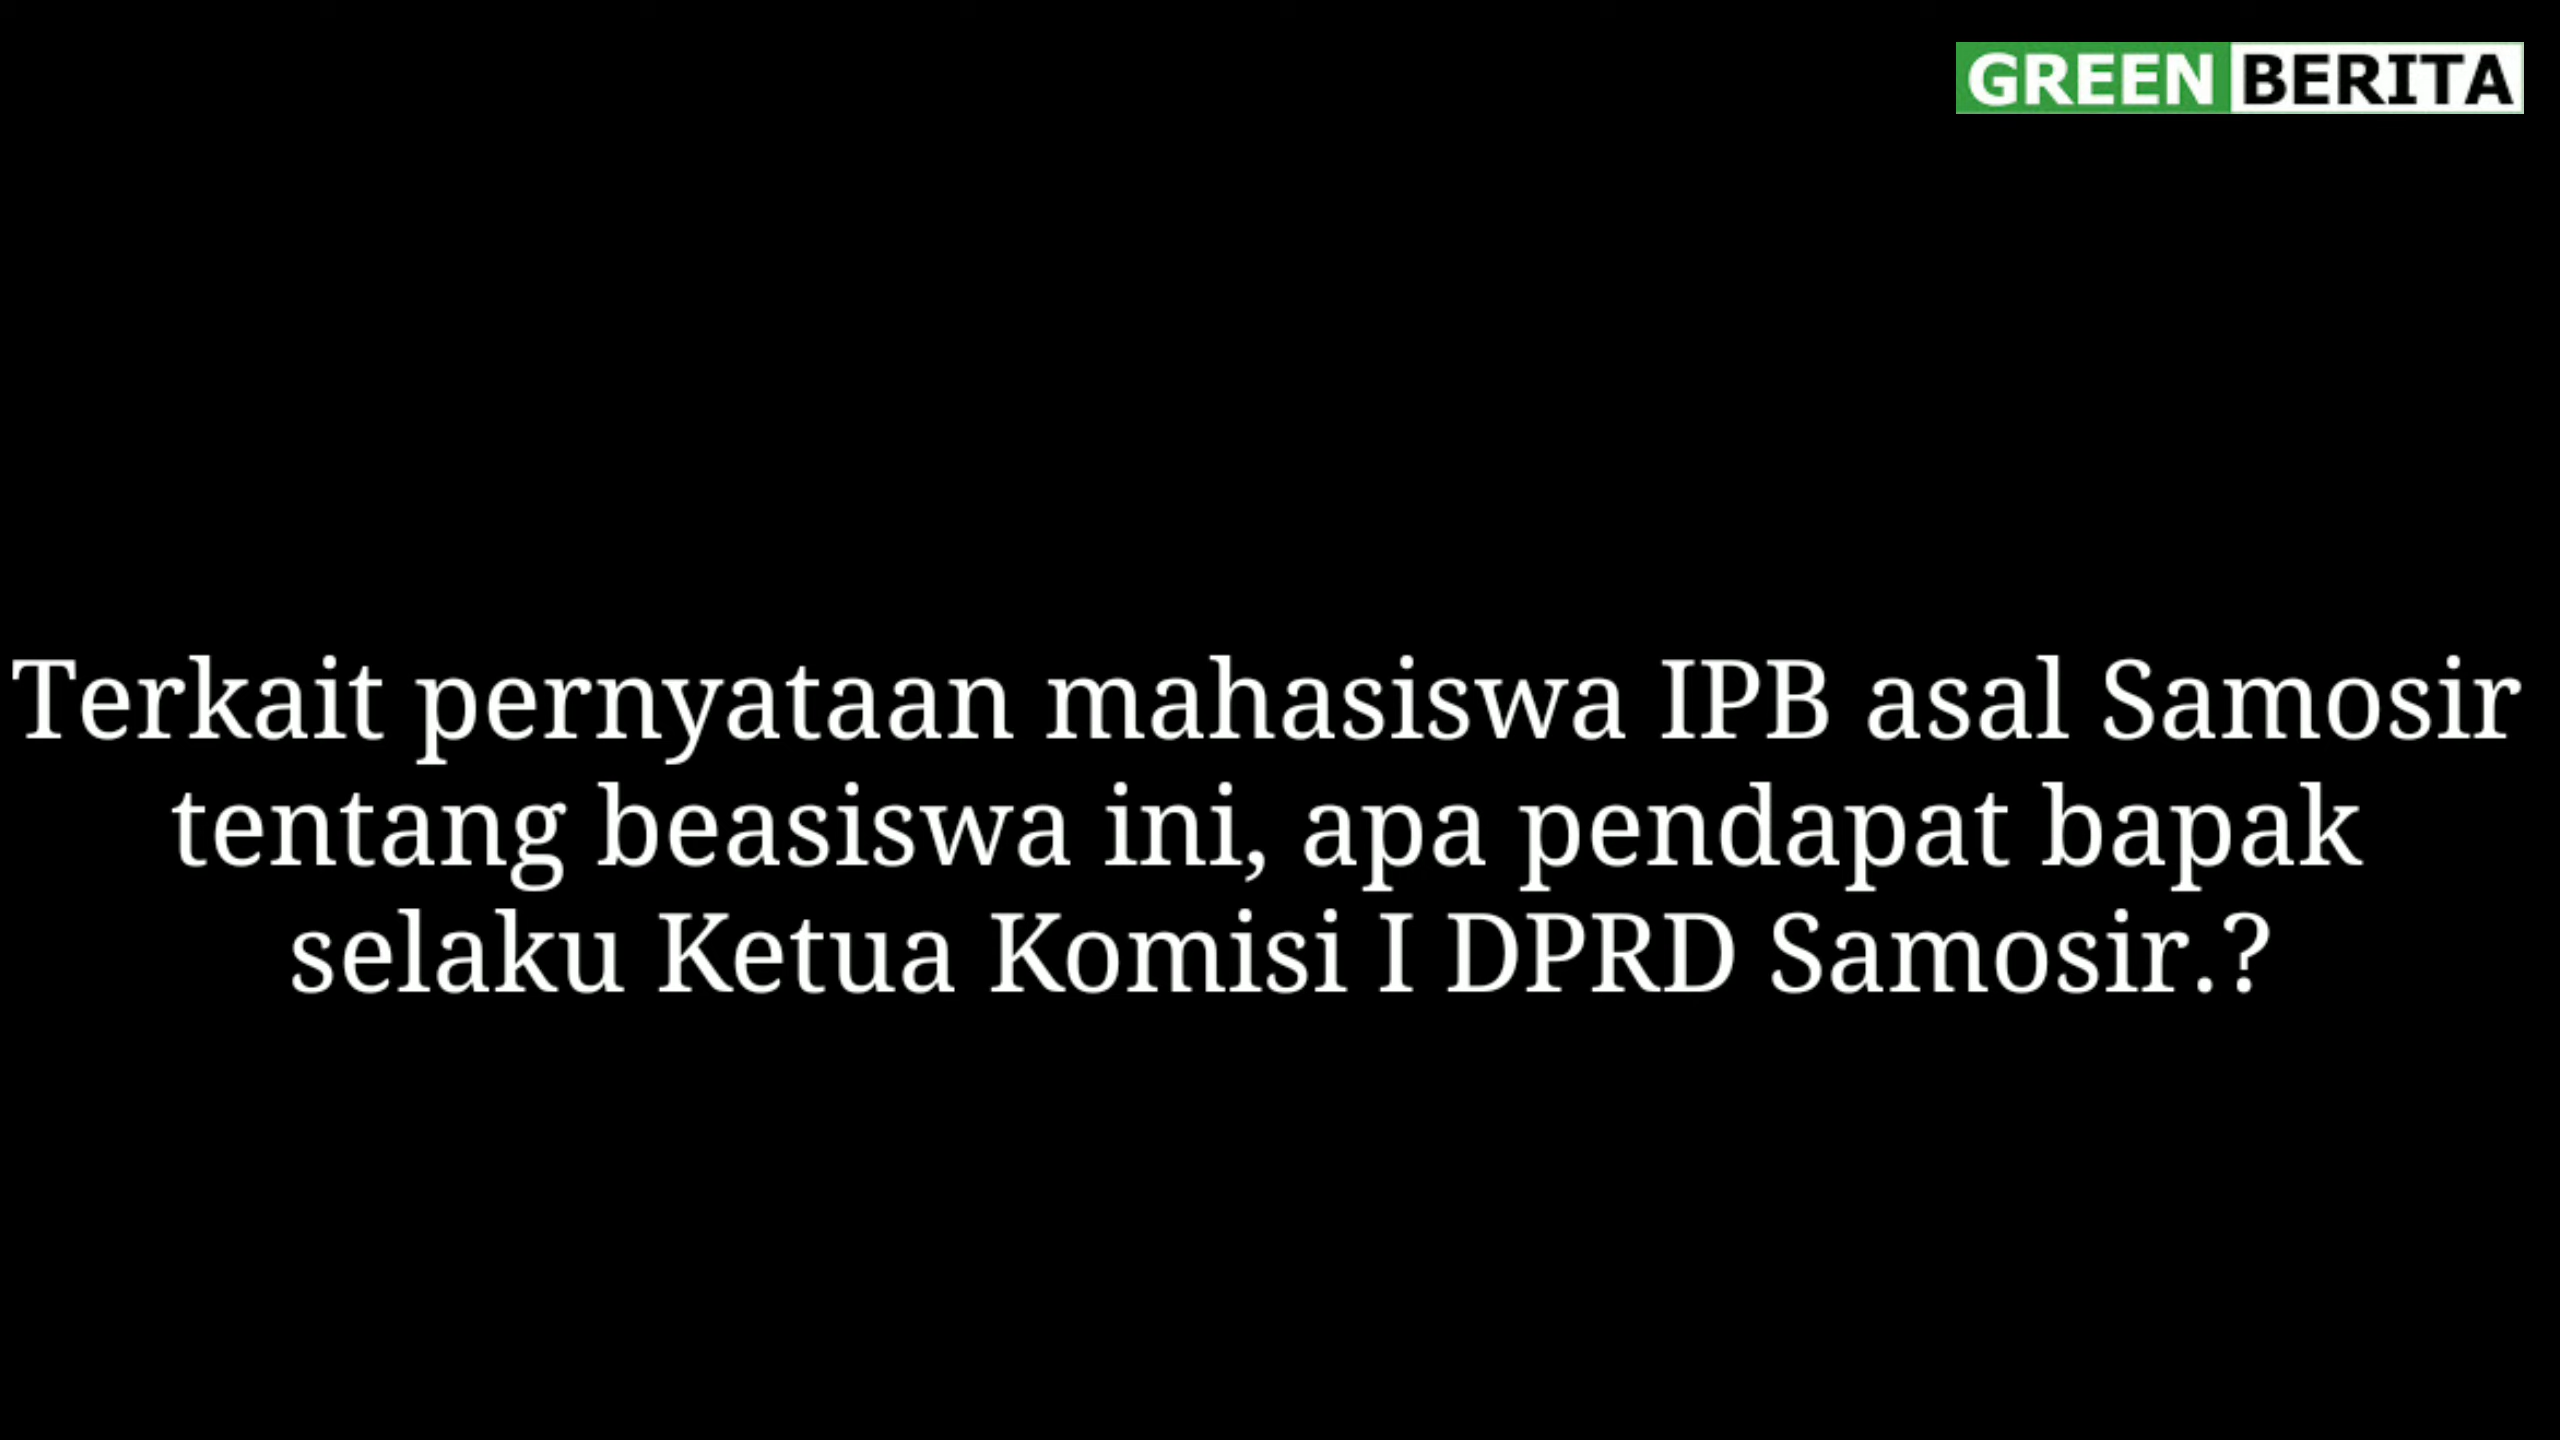 GREEN BERITA
Terkait pernyataan mahasiswa IPB asal Samosir
tentang beasiswa ini, apa pendapat bapak
selaku Ketua Komisi I DPRD Samosir.?